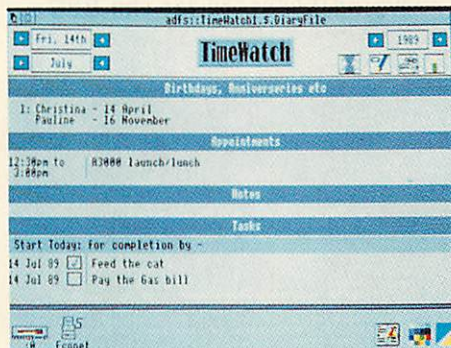 adfs::TimeWatch1.$.DiaryFile
Fri, 14th
TimeWatch
1989
July
Birthdays, Anniverseries etc
1: Christina - 14 April
Pauline - 16 November
Appointments
12:30pm to
3:00pm
A3000 launch/lunch
Notes
Tasks
Start Today: for completion by -
14 Jul 89 Feed the cat
14 Jul 89 Pay the Gas bill
:0 Econet